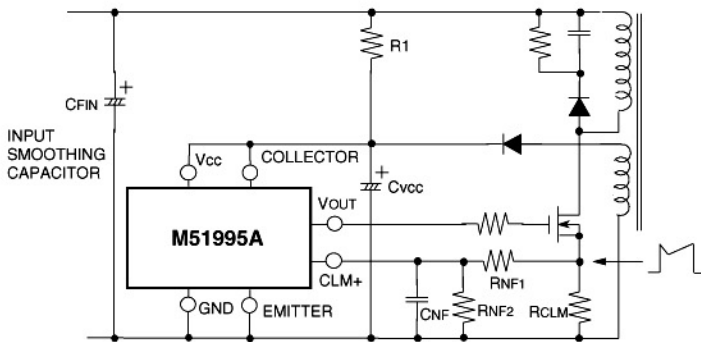 R1
+
CFIN
INPUT
SMOOTHING
CAPACITOR
Vcc
COLLECTOR
+
Cvcc
VOUT
M51995A
CLM+
RNF1
GND
EMITTER
CNF
RNF2
RCLM